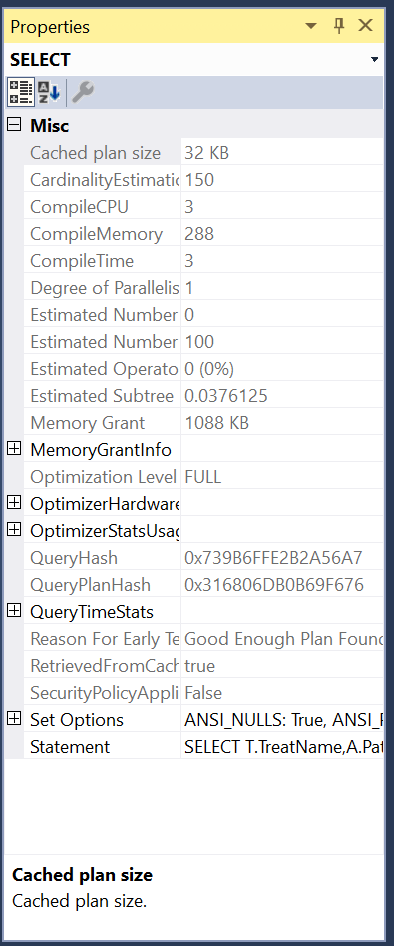 Properties
SELECT
Misc
Cached plan size 32 KB
CardinalityEstimatic 150
CompileCPU 3
CompileMemory 288
CompileTime 3
Degree of Parallelis 1
Estimated Number 0
Estimated Number 100
Estimated Operato 0 (0%)
Estimated Subtree 0.0376125
Memory Grant 1088 KB
MemoryGrantInfo
Optimization Level FULL
OptimizerHardware
OptimizerStatsUsag
QueryHash 0x739B6FFE2B2A56A7
QueryPlanHash 0x316806DB0B69F676
QueryTimeStats
Reason For Early Te Good Enough Plan Found
RetrievedFromCach true
SecurityPolicyAppli False
Set Options ANSI_NULLS: True, ANSI_P
Statement SELECT T.TreatName,A.Pat
Cached plan size
Cached plan size.